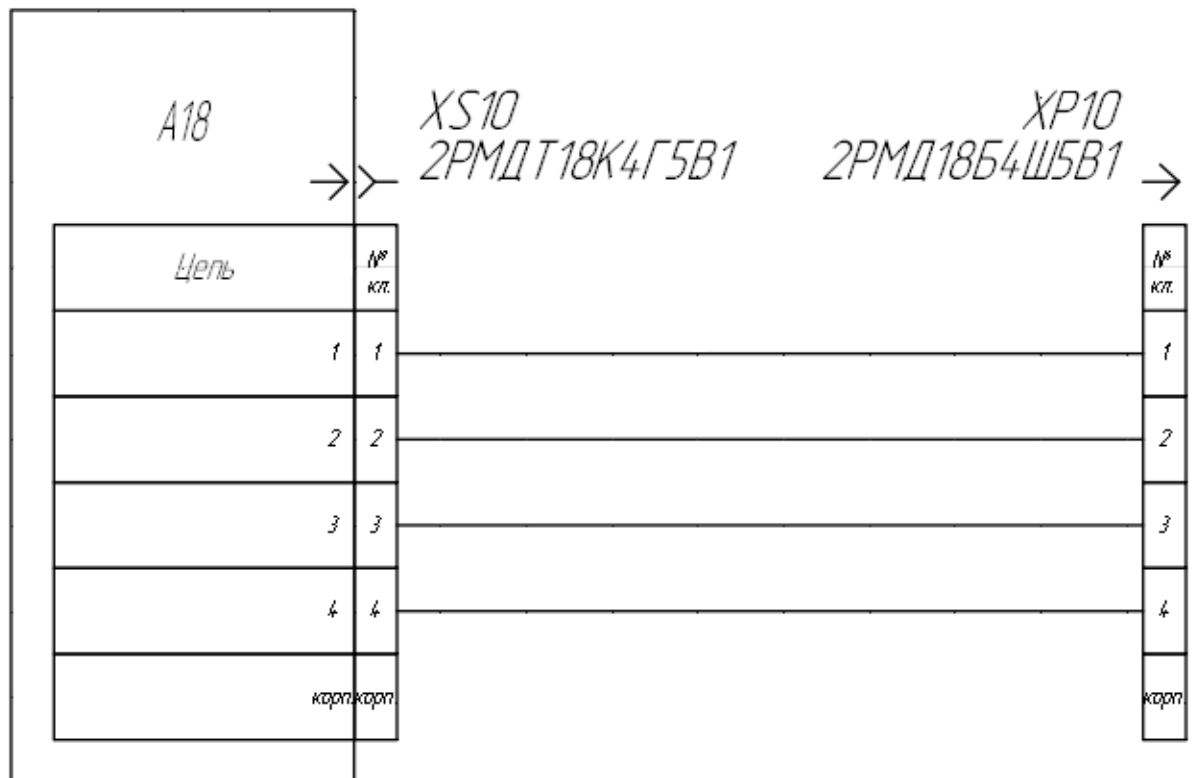 А18
XS10
2РМДТ18К4Г5В1
XP10
2РМД18Б4Ш5В1
Цепь
№
кл.
№
кл.
1 1 1
2 2 2
3 3 3
4 4 4
корп. корп. корп.